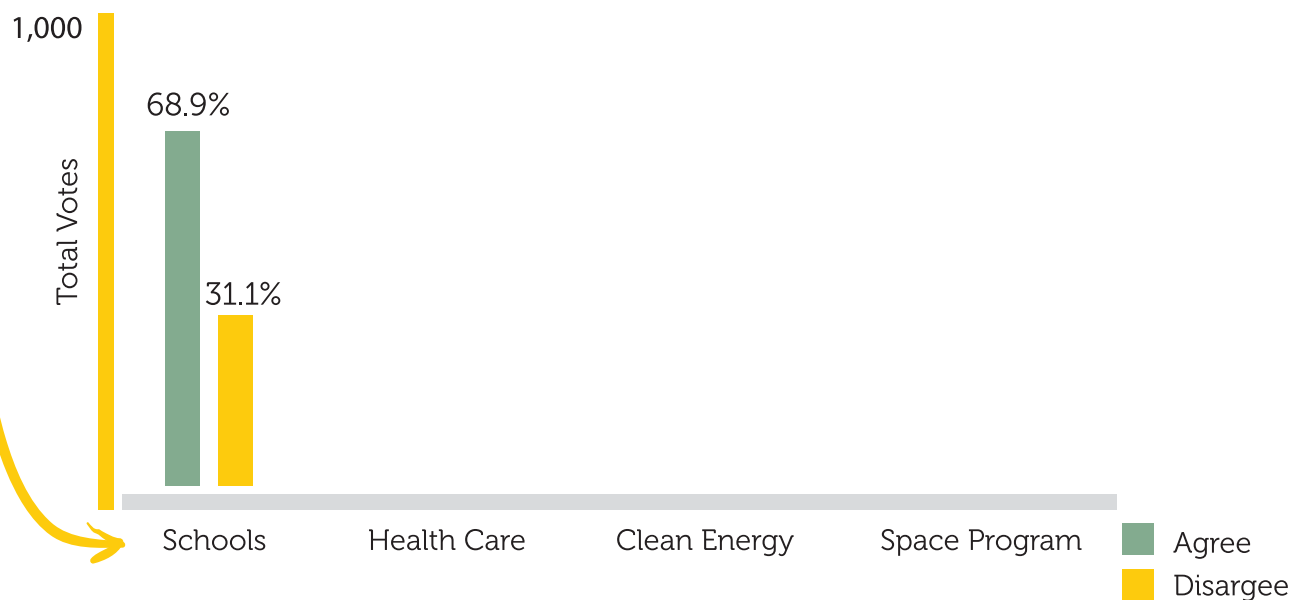 1,000
68.9%
Total Votes
31.1%
Schools
Health Care
Clean Energy
Space Program
Agree
Disargee